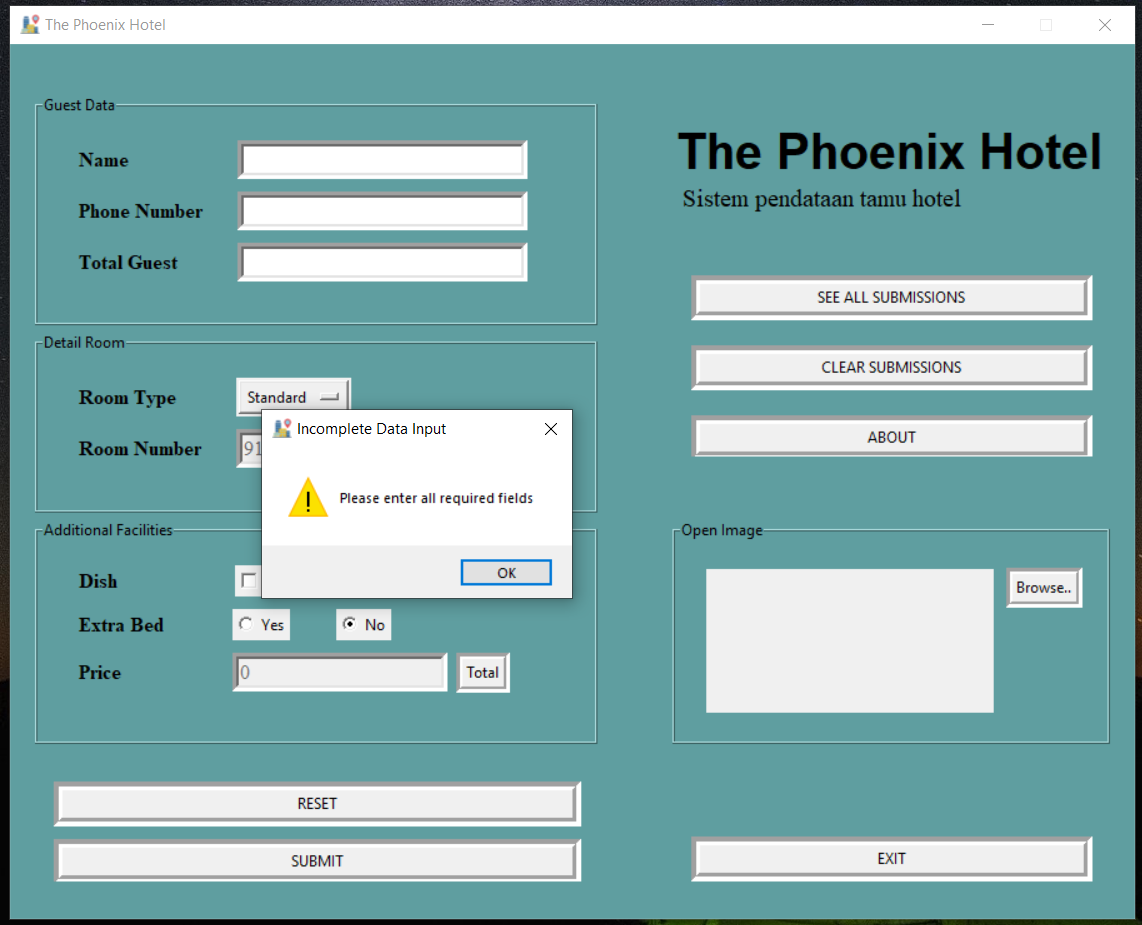 The Phoenix Hotel
Guest Data
Name
Phone Number
Total Guest
Detail Room
Room Type
Standard
Room Number
91
Additional Facilities
Dish
Extra Bed
Yes
No
Price
0
Total
RESET
SUBMIT
Incomplete Data Input
Please enter all required fields
OK
The Phoenix Hotel
Sistem pendataan tamu hotel
SEE ALL SUBMISSIONS
CLEAR SUBMISSIONS
ABOUT
Open Image
Browse..
EXIT